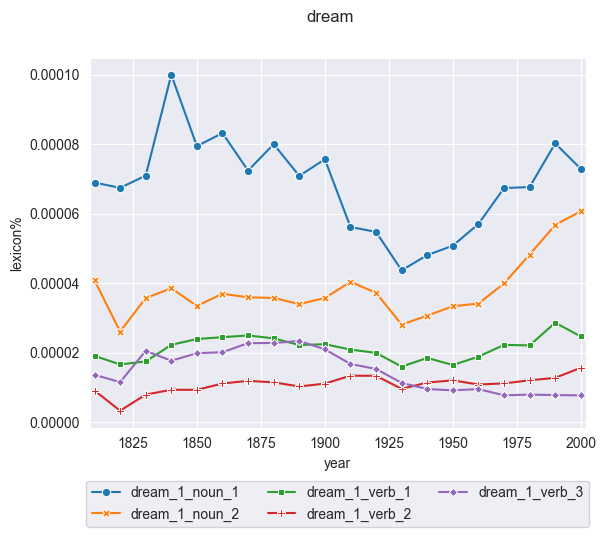 dream
0.00010
0.00008
0.00006
0.00004
0.00002
0.00000
lexicon%
1825 1850 1875 1900 1925 1950 1975 2000
year
dream_1_noun_1 dream_1_verb_1 dream_1_verb_3
dream_1_noun_2 dream_1_verb_2